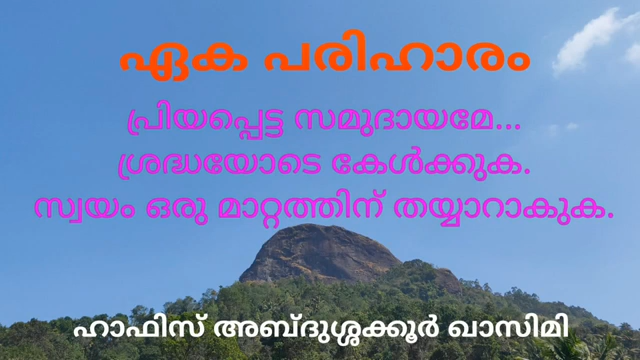 ഏക പരിഹാരം
പ്രിയപ്പെട്ട സമുദായമേ...
ശ്രദ്ധയോടെ കേൾക്കുക.
സ്വയം ഒരു മാറ്റത്തിന് തയ്യാറാകുക.
ഹാഫിസ് അബ്ദുശ്ശക്കൂർ ഖാസിമി